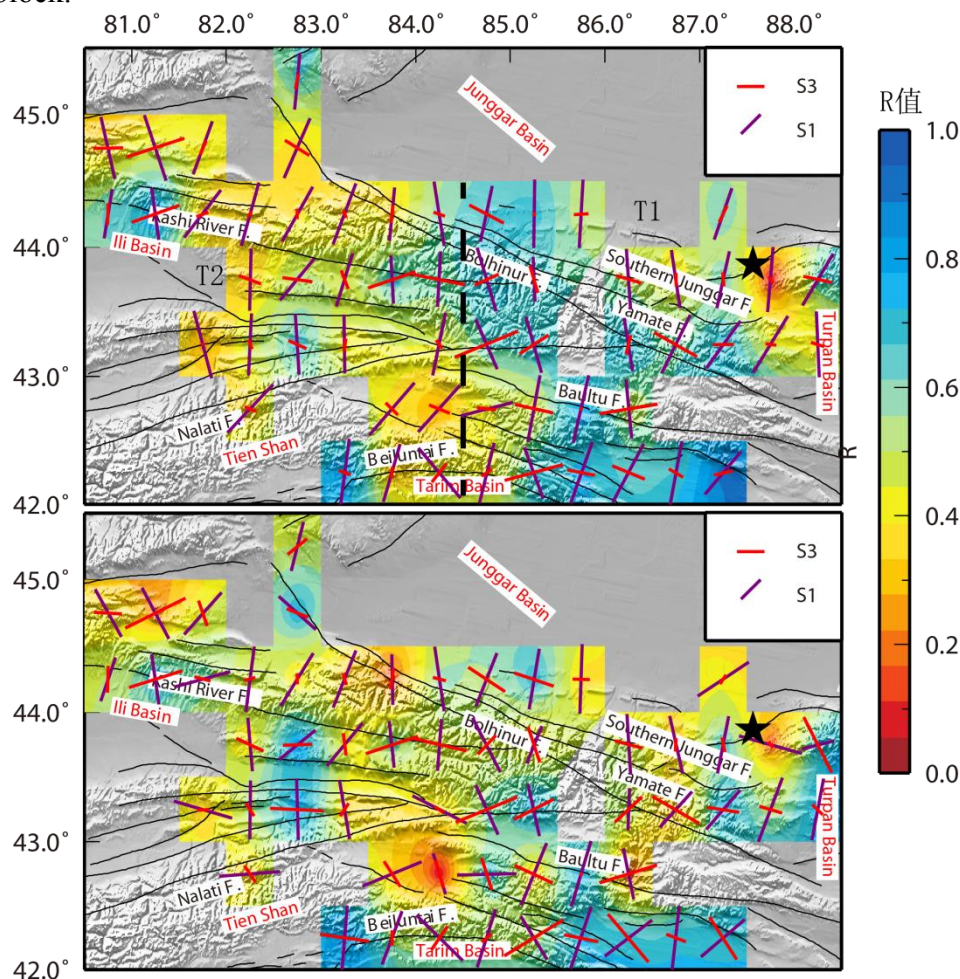 Block.
81.0° 82.0° 83.0° 84.0° 85.0° 86.0° 87.0° 88.0°
R值
S3
S1
Junggar Basin
45.0°
1.0
Kashi River F.
T1
Ili Basin
44.0°
Bolhinur F.
Southern Junggar F.
0.8
T2
Yamate F.
Turpan Basin
43.0°
0.6
Baultu F.
Nalati F.
Tien Shan
Beiluntai F.
Tarim Basin
R
42.0°
0.4
S3
S1
Junggar Basin
45.0°
0.2
Kashi River F.
Ili Basin
44.0°
Bolhinur F.
Southern Junggar F.
0.0
Yamate F.
Turpan Basin
43.0°
Baultu F.
Nalati F.
Tien Shan
Beiluntai F.
Tarim Basin
42.0°